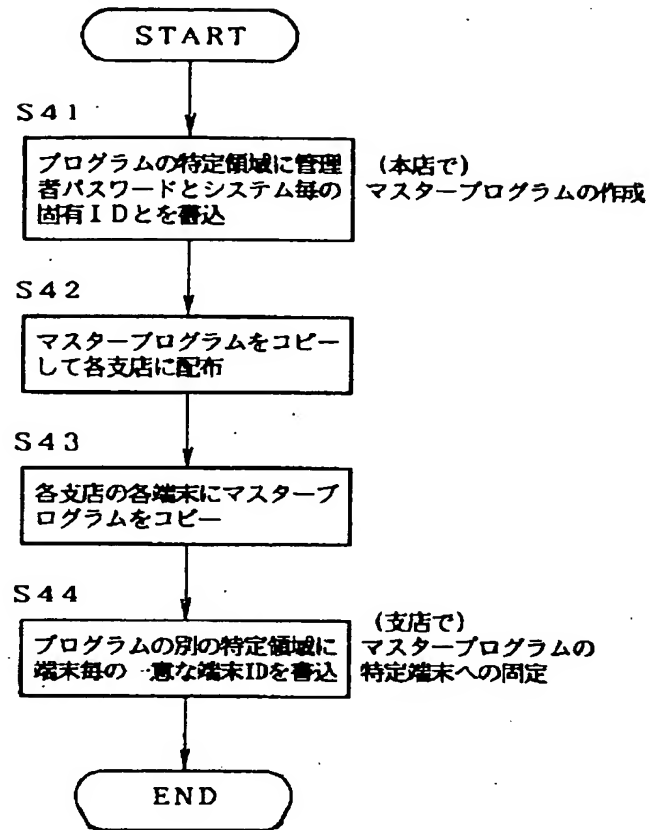 START
S41
プログラムの特定領域に管理
者パスワードとシステム毎の
固有IDとを書込
(本店で)
マスタープログラムの作成
S42
マスタープログラムをコピー
して各支店に配布
S43
各支店の各端末にマスタープ
ログラムをコピー
S44
プログラムの別の特定領域に
端末毎の一意な端末IDを書込
(支店で)
マスタープログラムの
特定端末への固定
END